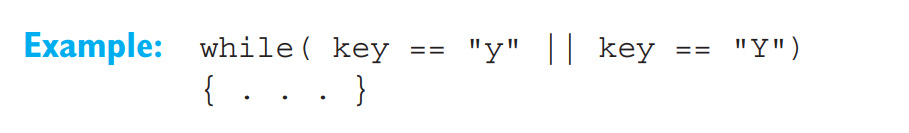 Example: while( key == "y" || key == "Y")
{ . . . }